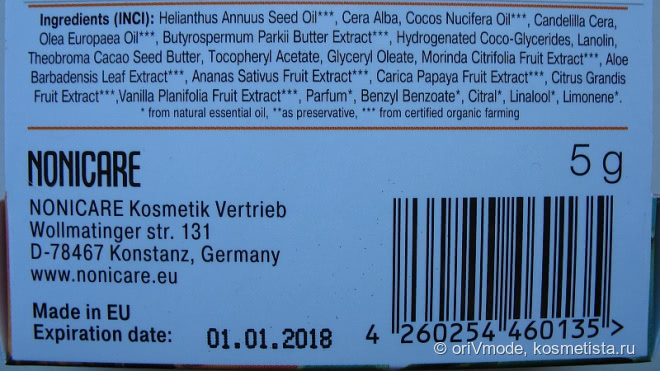 Ingredients (INCI): Helianthus Annuus Seed Oil***, Cera Alba, Cocos Nucifera Oil***, Candelilla Cera,
Olea Europaea Oil***, Butyrospermum Parkii Butter Extract***, Hydrogenated Coco-Glycerides, Lanolin,
Theobroma Cacao Seed Butter, Tocopheryl Acetate, Glyceryl Oleate, Morinda Citrifolia Fruit Extract***, Aloe
Barbadensis Leaf Extract***, Ananas Sativus Fruit Extract***, Carica Papaya Fruit Extract***, Citrus Grandis
Fruit Extract***,Vanilla Planifolia Fruit Extract***, Parfum*, Benzyl Benzoate*, Citral*, Linalool*, Limonene*.
* from natural essential oil, **as preservative, *** from certified organic farming
NONICARE
5 g
NONICARE Kosmetik Vertrieb
Wollmatinger str. 131
D-78467 Konstanz, Germany
www.nonicare.eu
Made in EU
Expiration date: 01.01.2018
4 260254 460135 >
© oriVmode, kosmetista.ru